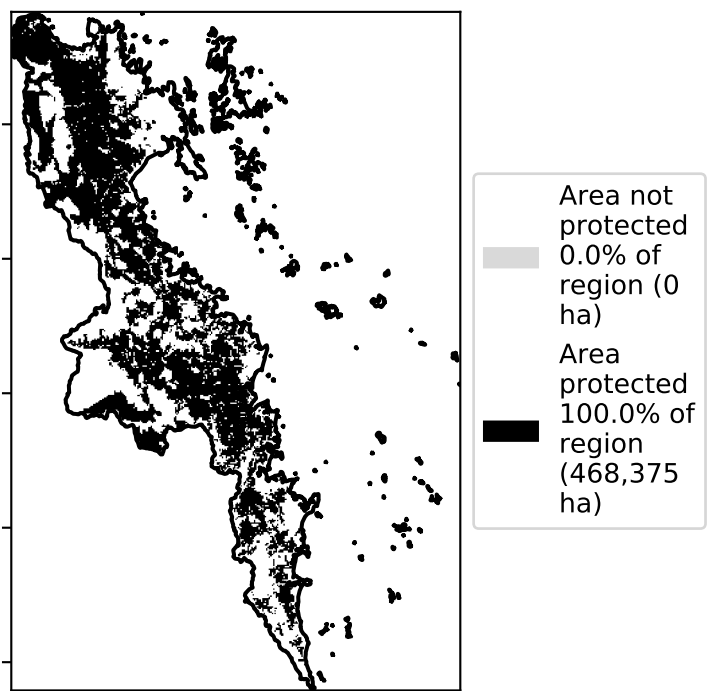 Area not
protected
0.0% of
region (0
ha)
Area
protected
100.0% of
region
(468,375
ha)